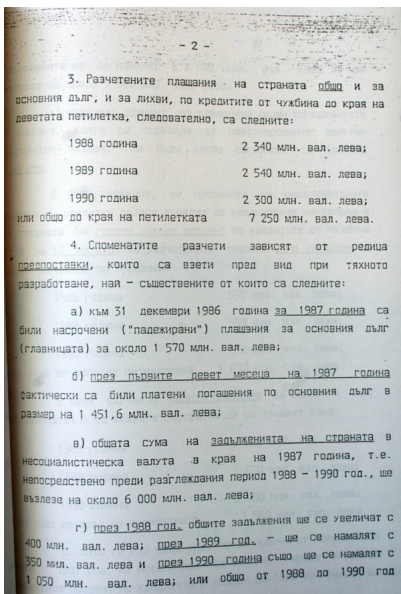 - 2 -
3. Разчетените плащания на страната общо и за
основния дълг, и за лихви, по кредитите от чужбина до края на
деветата петилетка, следователно, са следните:
1988 година 2 340 млн. вал. лева;
1989 година 2 540 млн. вал. лева;
1990 година 2 300 млн. вал. лева;
или общо до края на петилетката 7 250 млн. вал. лева.
4. Споменатите разчети зависят от редица
предпоставки, които са взети пред вид при тяхното
разработване, най - съществените от които са следните:
а) към 31 декември 1986 година за 1987 година са
били насрочени ("падежирани") плащания за основния дълг
(главницата) за около 1 570 млн. вал. лева;
б) през първите девет месеца на 1987 година
фактически са били платени погашения по основния дълг в
размер на 1 451,6 млн. вал. лева;
в) общата сума на задълженията на страната в
несоциалистическа валута в края на 1987 година, т.е.
непосредствено преди разглеждания период 1988 - 1990 год., ще
възлезе на около 6 000 млн. вал. лева;
г) през 1988 год. общите задължения ще се увеличат с
400 млн. вал. лева; през 1989 год. - ще се намалят с
350 мил. вал. лева и през 1990 година също ще се намалят с
1 050 млн. вал. лева; или общо от 1988 до 1990 год